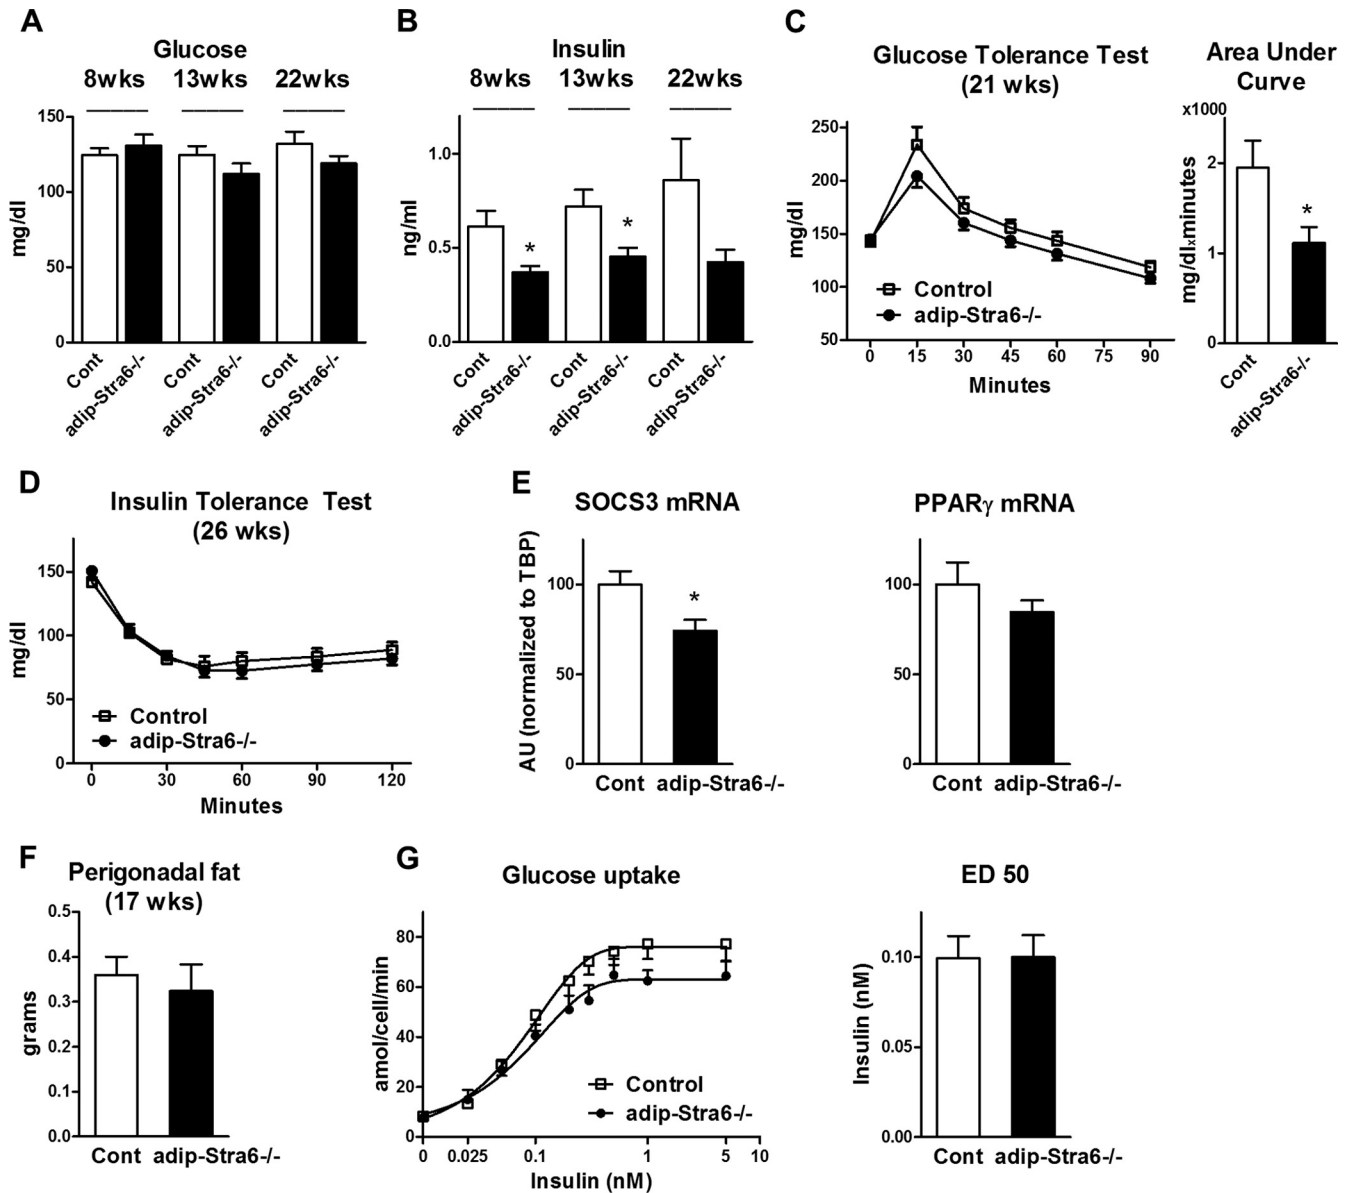 A
Glucose
8wks 13wks 22wks
mg/dl
150
100
50
0
Cont
adip-Stra6-/-
Cont
adip-Stra6-/-
Cont
adip-Stra6-/-
B
Insulin
8wks 13wks 22wks
ng/ml
1.0
0.5
0.0
*
*
Cont
adip-Stra6-/-
Cont
adip-Stra6-/-
Cont
adip-Stra6-/-
C
Glucose Tolerance Test
(21 wks)
mg/dl
250
200
150
100
50
Control
adip-Stra6-/-
0 15 30 45 60 75 90
Minutes
Area Under
Curve
x1000
mg/dlxminutes
2
1
0
*
Cont
adip-Stra6-/-
D
Insulin Tolerance Test
(26 wks)
mg/dl
150
100
50
0
Control
adip-Stra6-/-
0 30 60 90 120
Minutes
E
SOCS3 mRNA
AU (normalized to TBP)
100
50
0
*
Cont adip-Stra6-/-
PPARγ mRNA
100
50
0
Cont adip-Stra6-/-
F
Perigonadal fat
(17 wks)
grams
0.5
0.4
0.3
0.2
0.1
0.0
Cont adip-Stra6-/-
G
Glucose uptake
amol/cell/min
80
60
40
20
0
Control
adip-Stra6-/-
0 0.025 0.1 1 5 10
Insulin (nM)
ED 50
Insulin (nM)
0.10
0.05
0.00
Cont adip-Stra6-/-